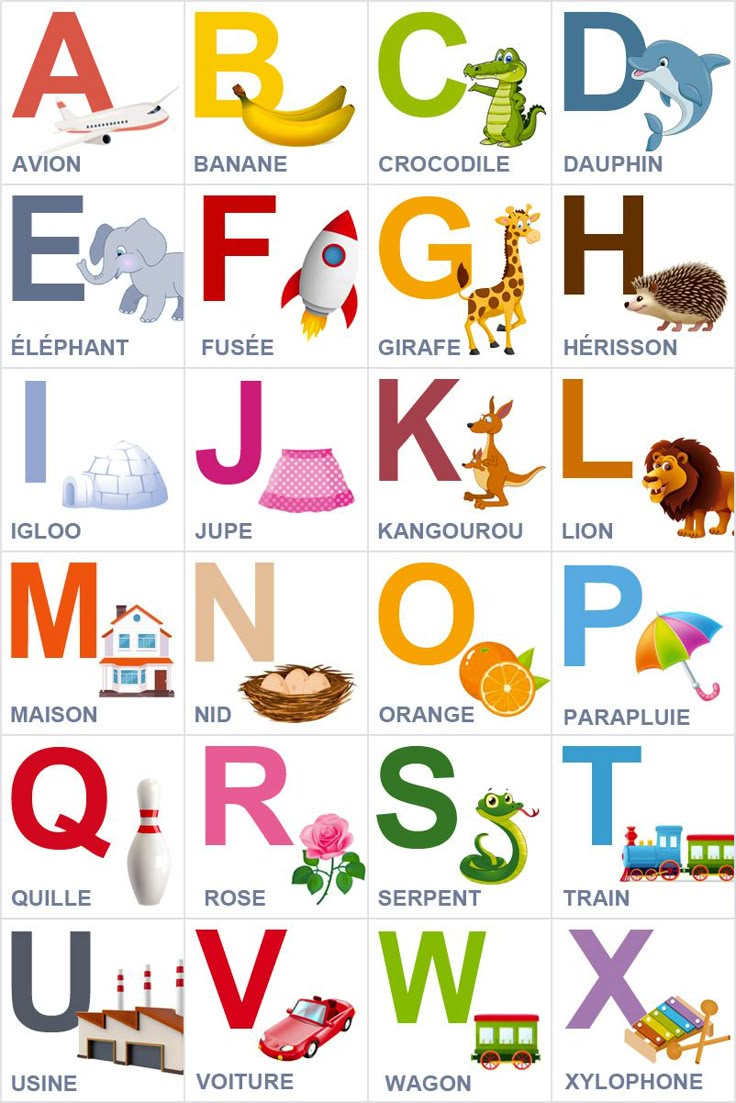 A
AVION
B
BANANE
C
CROCODILE
D
DAUPHIN
E
ÉLÉPHANT
F
FUSÉE
G
GIRAFE
H
HÉRISSON
I
IGLOO
J
JUPE
K
KANGOUROU
L
LION
M
MAISON
N
NID
O
ORANGE
P
PARAPLUIE
Q
QUILLE
R
ROSE
S
SERPENT
T
TRAIN
U
USINE
V
VOITURE
W
WAGON
X
XYLOPHONE